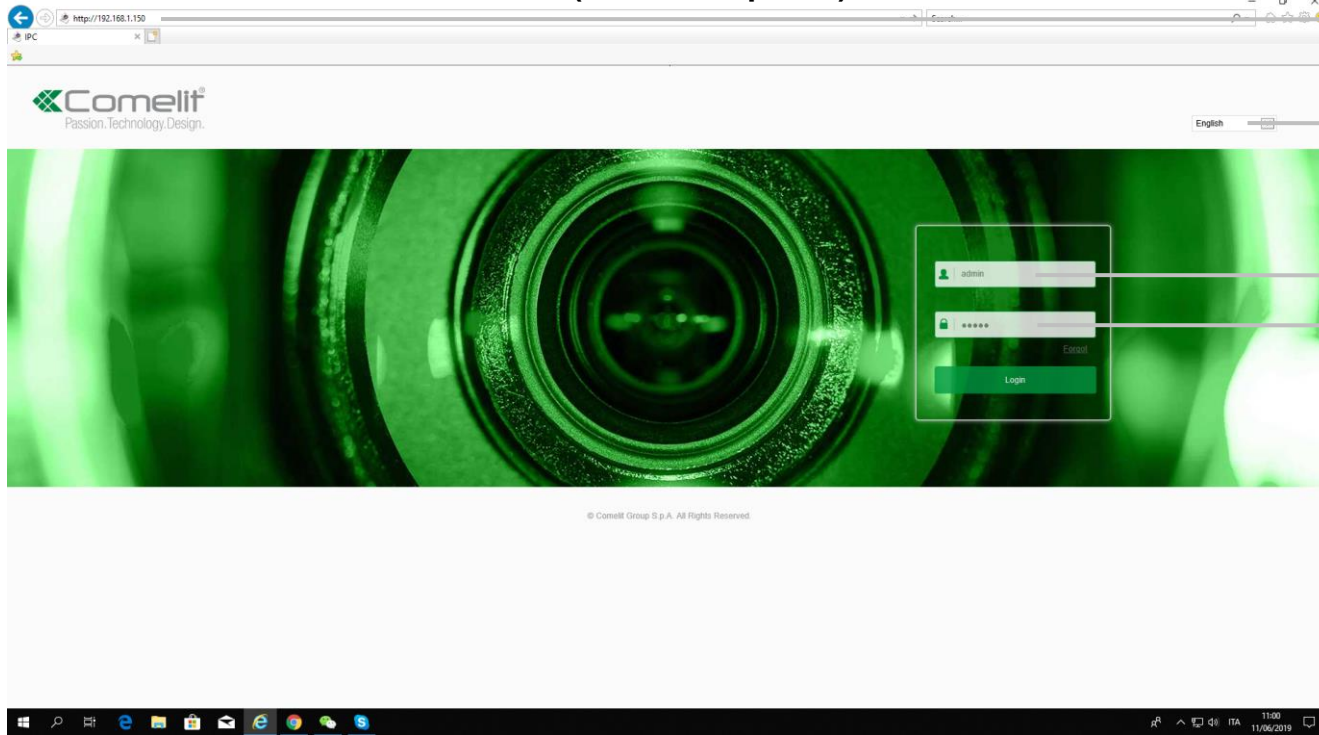 http://192.168.1.150
IPC
Comelit®
Passion.Technology.Design.
English
admin
Forgot
Login
© Comelit Group S.p.A. All Rights Reserved.
ITA
11:00
11/06/2019